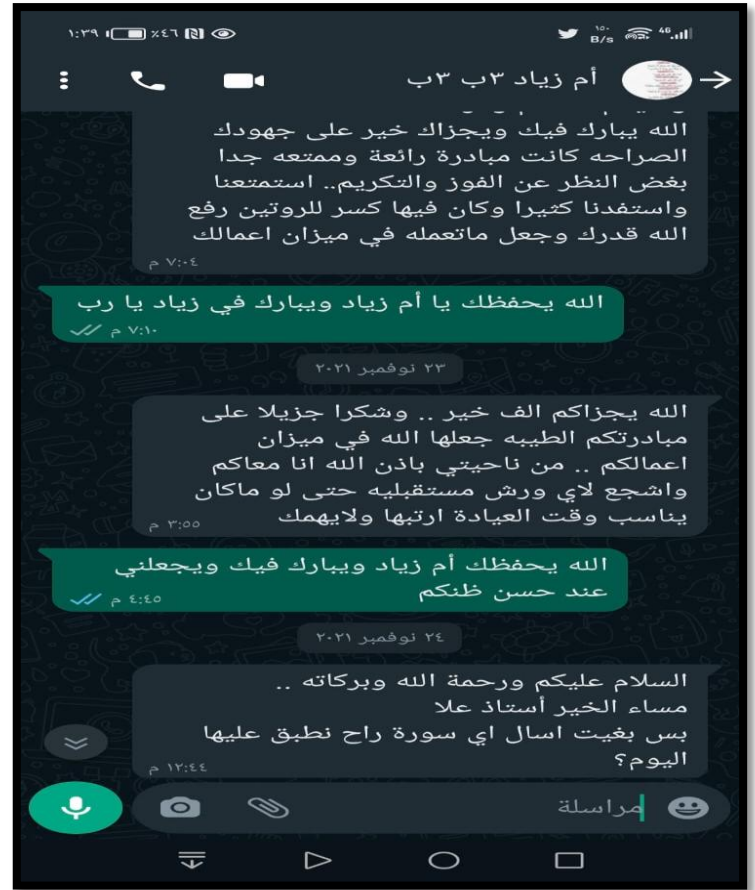 ١:٣٩ ٤٦٪ ١٥٠ B/s 4G
أم زياد ٣ب ٣ب
الله يبارك فيك ويجزاك خير على جهودك
الصراحه كانت مبادرة رائعة وممتعه جدا
بغض النظر عن الفوز والتكريم.. استمتعنا
واستفدنا كثيرا وكان فيها كسر للروتين رفع
الله قدرك وجعل ماتعمله في ميزان اعمالك
٧:٠٤ م
الله يحفظك يا أم زياد ويبارك في زياد يا رب
٧:١٠ م
٢٣ نوفمبر ٢٠٢١
الله يجزاكم الف خير .. وشكرا جزيلا على
مبادرتكم الطيبه جعلها الله في ميزان
اعمالكم .. من ناحيتي باذن الله انا معاكم
واشجع لاي ورش مستقبليه حتى لو ماكان
يناسب وقت العيادة ارتبها ولايهمك
٣:٥٥ م
الله يحفظك أم زياد ويبارك فيك ويجعلني
عند حسن ظنكم
٤:٤٥ م
٢٤ نوفمبر ٢٠٢١
السلام عليكم ورحمة الله وبركاته ..
مساء الخير أستاذ علا
بس بغيت اسال اي سورة راح نطبق عليها
اليوم؟
١٢:٤٤ م
مراسلة